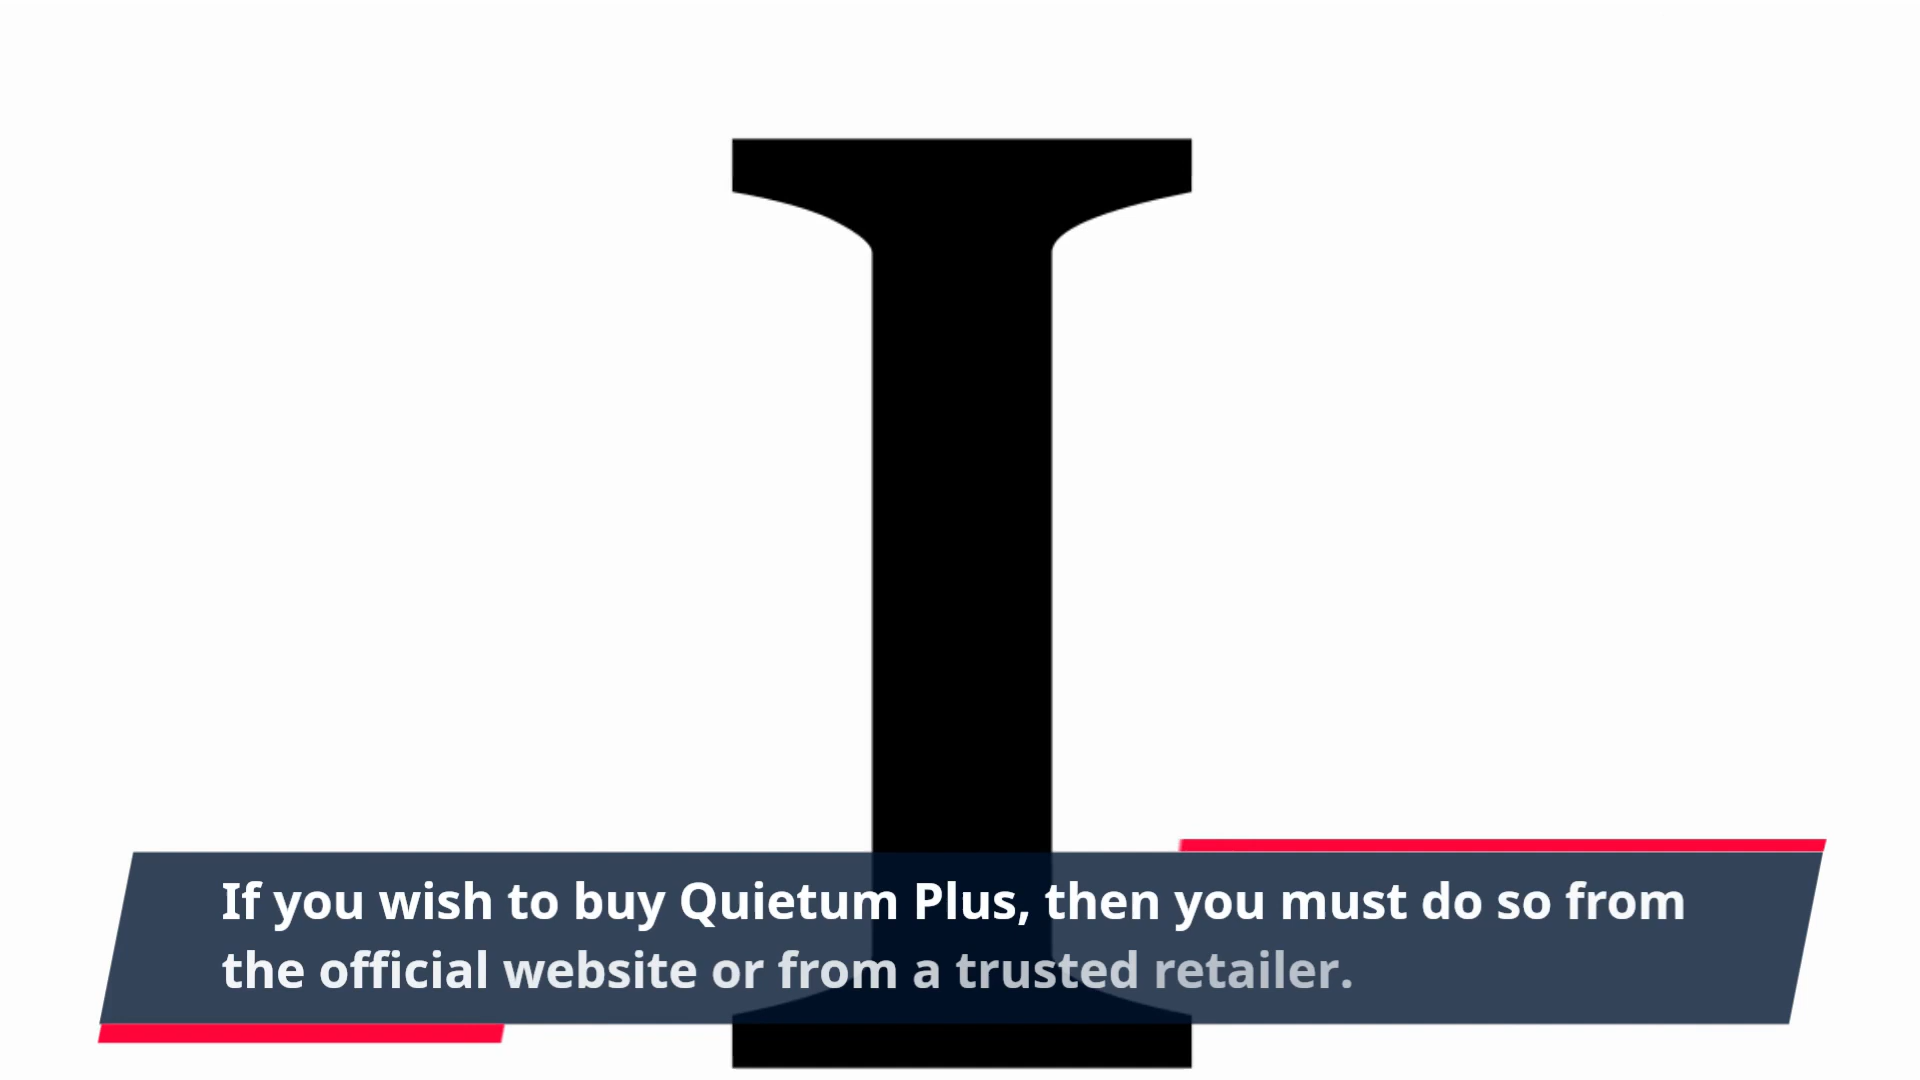 I
If you wish to buy Quietum Plus, then you must do so from
the official website or from a trusted retailer.